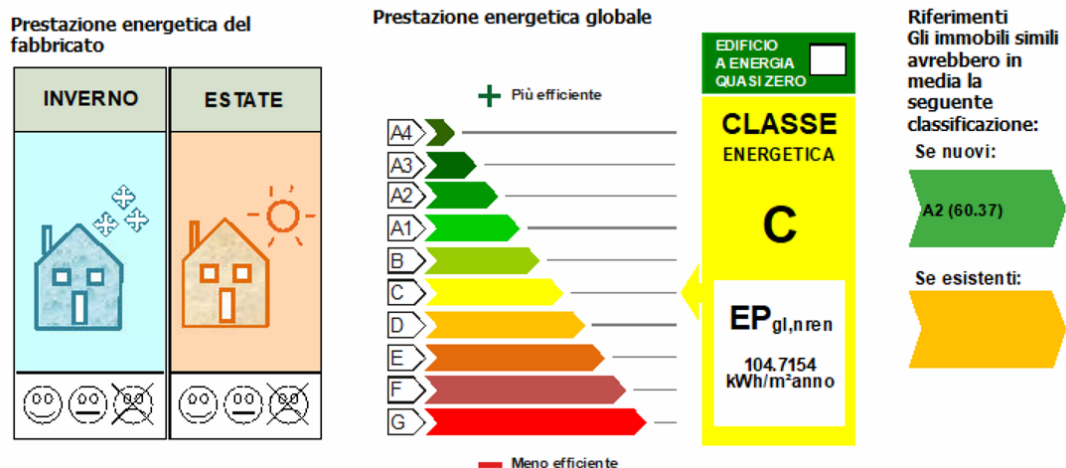 Prestazione energetica del
fabbricato
INVERNO
ESTATE
Prestazione energetica globale
Più efficiente
A4
A3
A2
A1
B
C
D
E
F
G
Meno efficiente
EDIFICIO
A ENERGIA
QUASI ZERO
CLASSE
ENERGETICA
C
EPgl,nren
104.7154
kWh/m²anno
Riferimenti
Gli immobili simili
avrebbero in
media la
seguente
classificazione:
Se nuovi:
A2 (60.37)
Se esistenti: